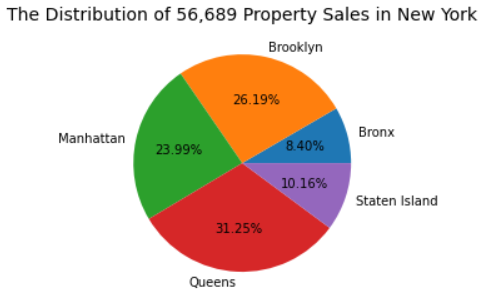 The Distribution of 56,689 Property Sales in New York
Brooklyn
26.19%
Bronx
8.40%
Manhattan
23.99%
10.16%
Staten Island
31.25%
Queens